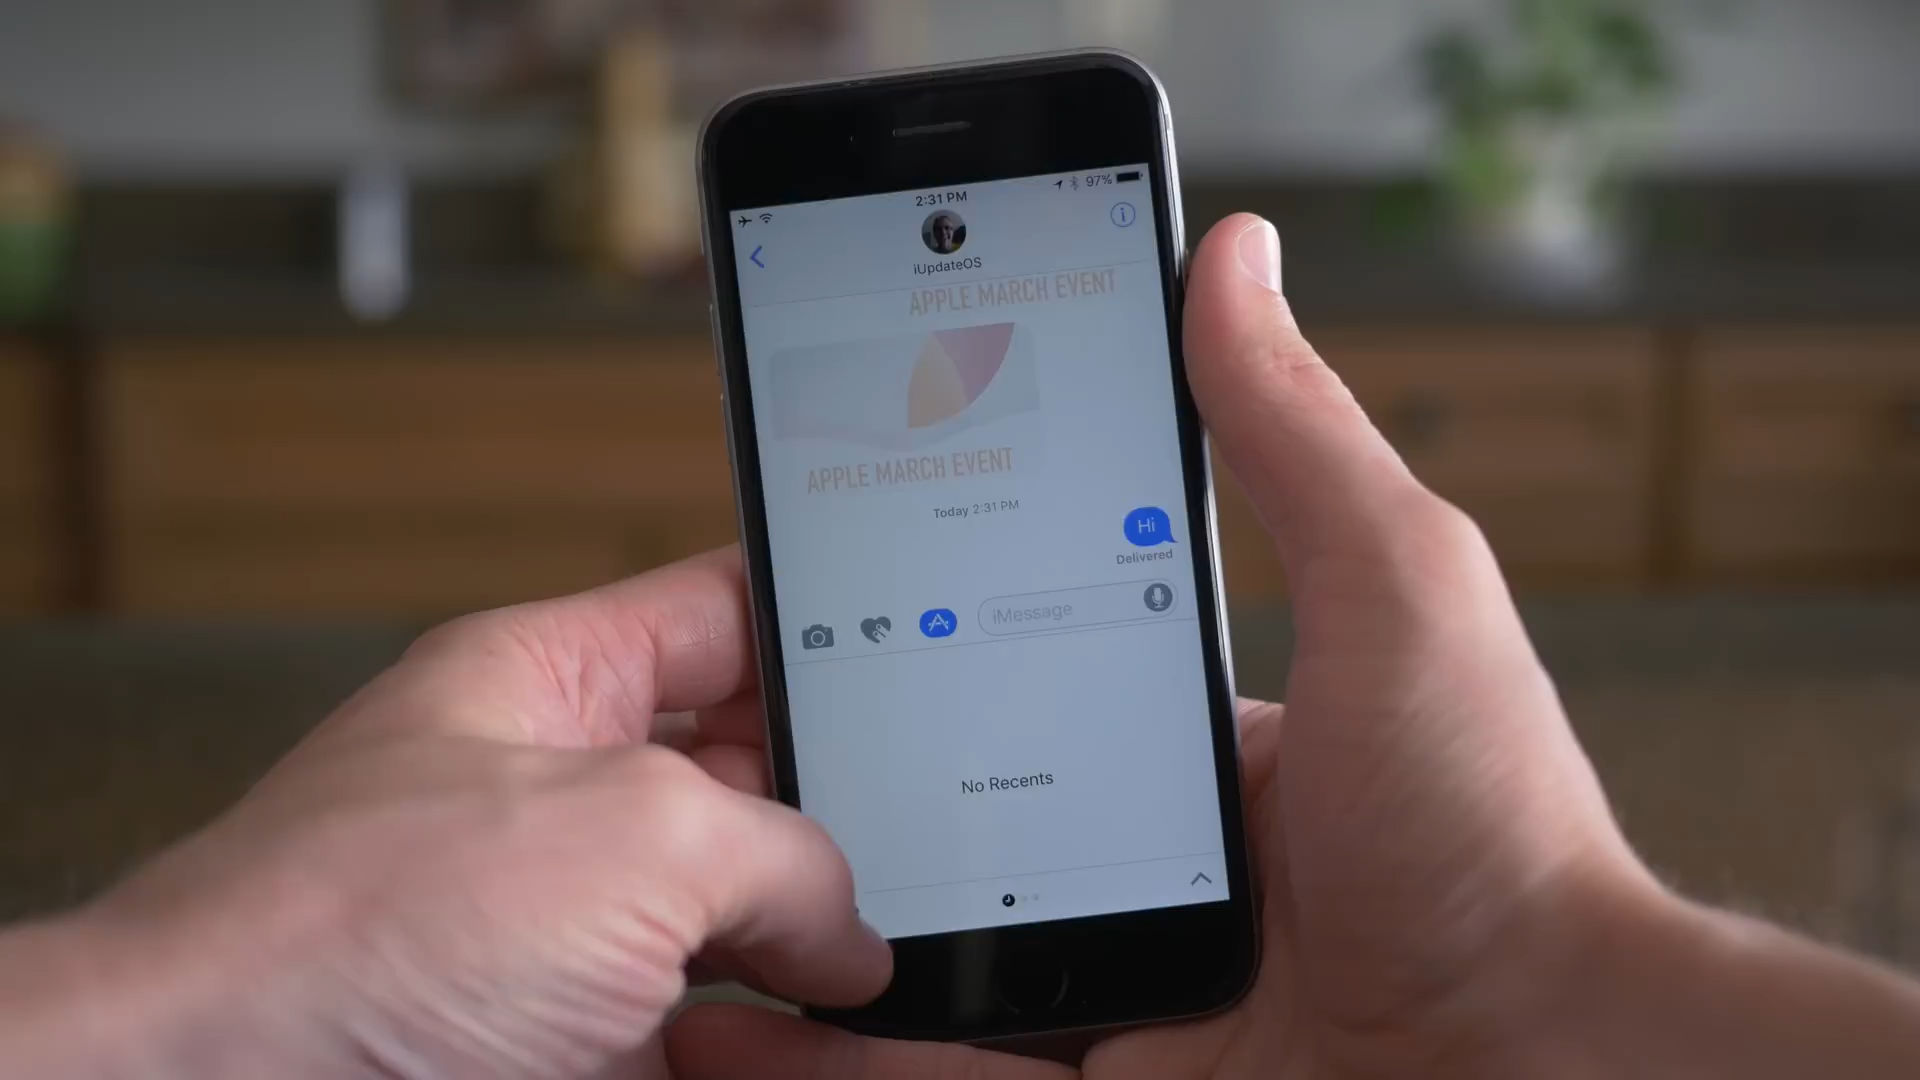 2:31 PM
97%
iUpdateOS
APPLE MARCH EVENT
APPLE MARCH EVENT
Today 2:31 PM
Hi
Delivered
iMessage
No Recents